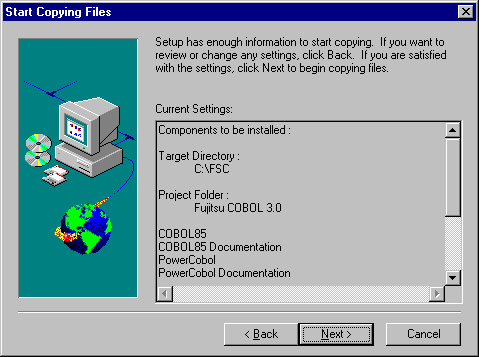 Start Copying Files
Setup has enough information to start copying. If you want to
review or change any settings, click Back. If you are satisfied
with the settings, click Next to begin copying files.
Current Settings:
Components to be installed :
Target Directory :
C:\FSC
Project Folder :
Fujitsu COBOL 3.0
COBOL85
COBOL85 Documentation
PowerCobol
PowerCobol Documentation
< Back
Next >
Cancel